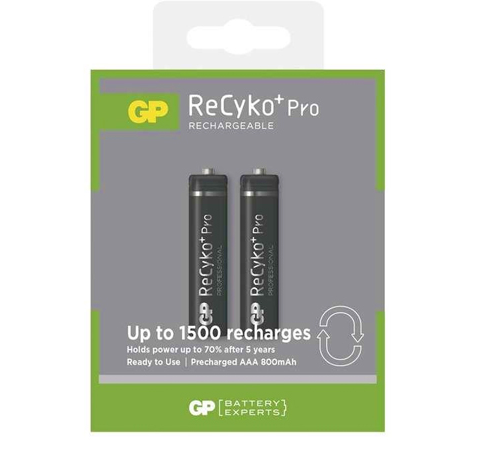 GP
ReCyko+ Pro
RECHARGEABLE
GP ReCyko+ Pro
PROFESSIONAL
GP ReCyko+ Pro
PROFESSIONAL
Up to 1500 recharges
Holds power up to 70% after 5 years
Ready to Use | Precharged AAA 800mAh
GP [BATTERY
EXPERTS}